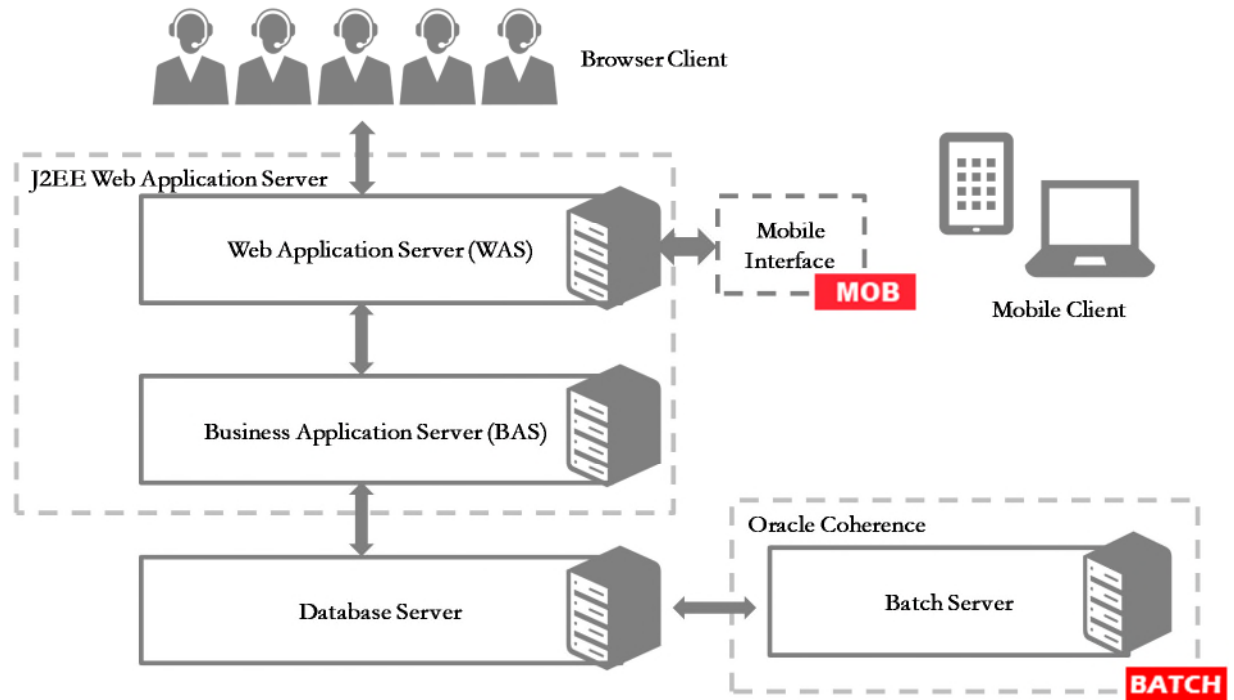 Browser Client
J2EE Web Application Server
Web Application Server (WAS)
Mobile
Interface
MOB
Mobile Client
Business Application Server (BAS)
Oracle Coherence
Database Server
Batch Server
BATCH